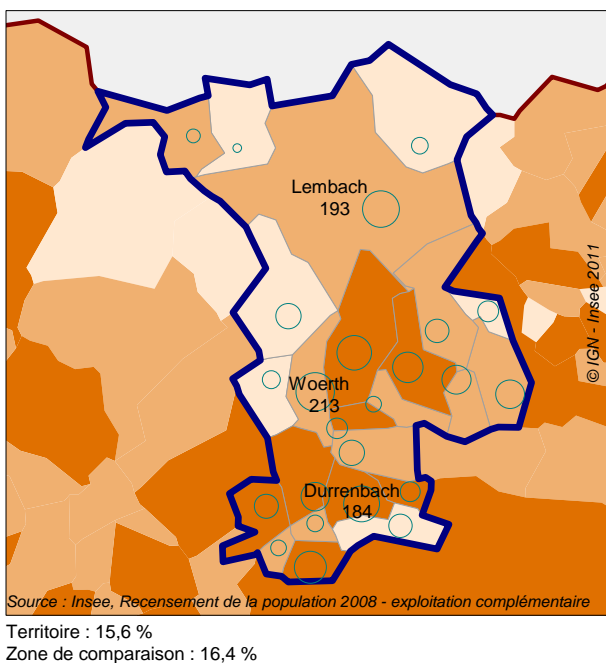 Lembach
193
© IGN - Insee 2011
Woerth
213
Durrenbach
184
Source : Insee, Recensement de la population 2008 - exploitation complémentaire
Territoire : 15,6 %
Zone de comparaison : 16,4 %